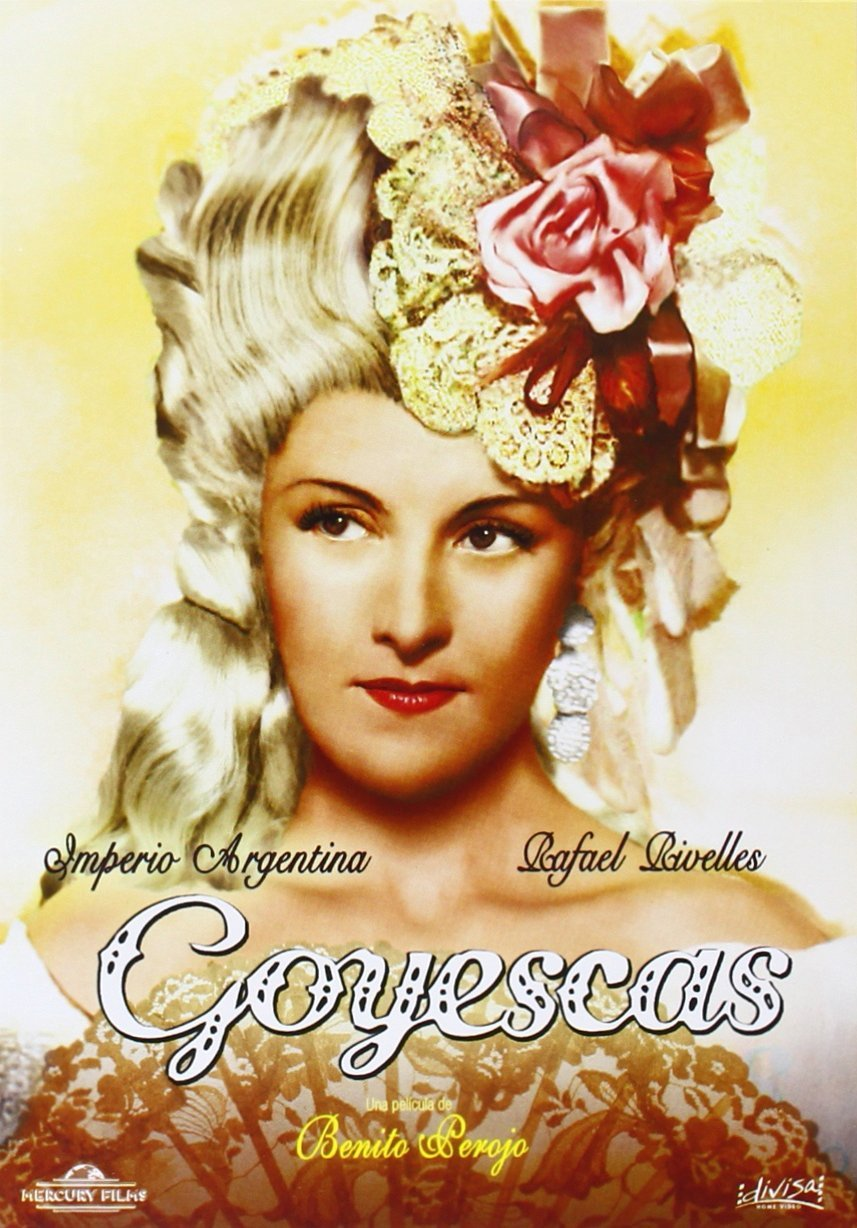 Imperio Argentina Rafael Rivelles
Goyescas
Una película de
Benito Perojo
MERCURY FILMS
divisa
HOME VIDEO